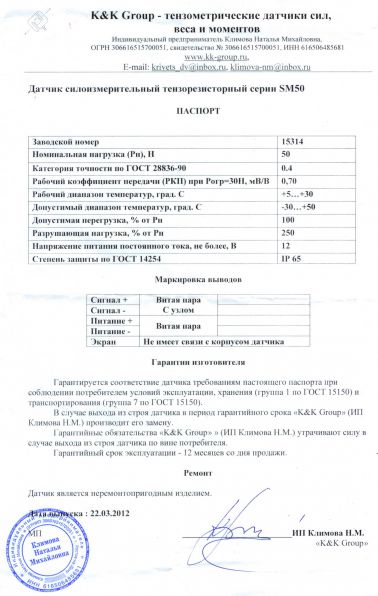 K&K Group - тензометрические датчики сил,
веса и моментов
Индивидуальный предприниматель Климова Наталья Михайловна,
ОГРН 306616515700051, свидетельство № 306616515700051, ИНН 616506485681
www.kk-group.ru,
E-mail: krivets_dv@inbox.ru, klimova-nm@inbox.ru
Датчик силоизмерительный тензорезисторный серии SM50
ПАСПОРТ
Заводской номер 15314
Номинальная нагрузка (Рн), Н 50
Категория точности по ГОСТ 28836-90 0.4
Рабочий коэффициент передачи (РКП) при Рогр=30Н, мВ/В 0,70
Рабочий диапазон температур, град. С +5…+30
Допустимый диапазон температур, град. С -30…+50
Допустимая перегрузка, % от Рн 100
Разрушающая нагрузка, % от Рн 250
Напряжение питания постоянного тока, не более, В 12
Степень защиты по ГОСТ 14254 IP 65
Маркировка выводов
Сигнал + Витая пара
Сигнал - С узлом
Питание + Витая пара
Питание -
Экран Не имеет связи с корпусом датчика
Гарантии изготовителя
Гарантируется соответствие датчика требованиям настоящего паспорта при
соблюдении потребителем условий эксплуатации, хранения (группа 1 по ГОСТ 15150) и
транспортирования (группа 7 по ГОСТ 15150).
В случае выхода из строя датчика в период гарантийного срока «K&K Group» (ИП
Климова Н.М.) производит его замену.
Гарантийные обязательства «K&K Group» » (ИП Климова Н.М.) утрачивают силу в
случае выхода из строя датчика по вине потребителя.
Гарантийный срок эксплуатации - 12 месяцев со дня продажи.
Ремонт
Датчик является неремонтопригодным изделием.
Дата выпуска : 22.03.2012
МП ИП Климова Н.М.
«K&K Group»
Климова
Наталья
Михайловна
ИНН 616506485681